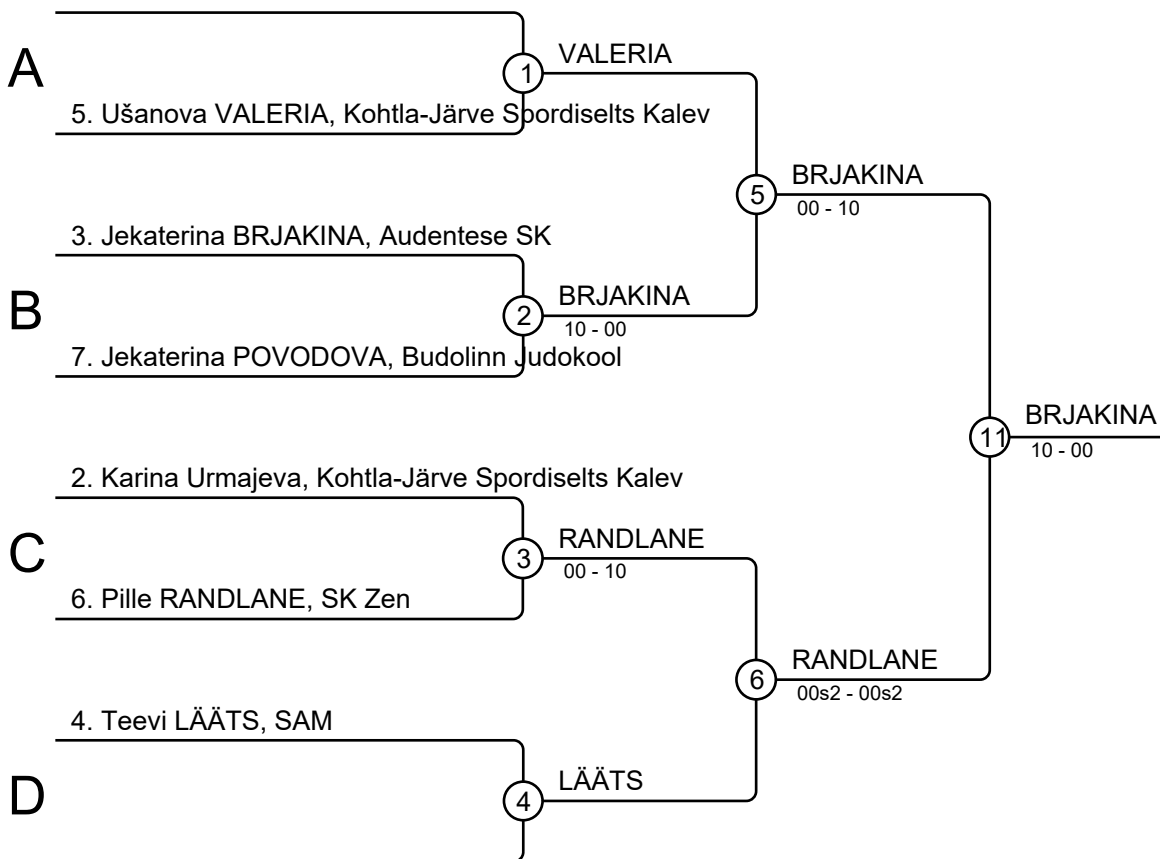 VALERIA
A
1
5. Ušanova VALERIA, Kohtla-Järve Spordiselts Kalev
BRJAKINA
5
00 - 10
3. Jekaterina BRJAKINA, Audentese SK
BRJAKINA
B
2
10 - 00
7. Jekaterina POVODOVA, Budolinn Judokool
BRJAKINA
11
10 - 00
2. Karina Urmajeva, Kohtla-Järve Spordiselts Kalev
RANDLANE
C
3
00 - 10
6. Pille RANDLANE, SK Zen
RANDLANE
6
00s2 - 00s2
4. Teevi LÄÄTS, SAM
LÄÄTS
D
4